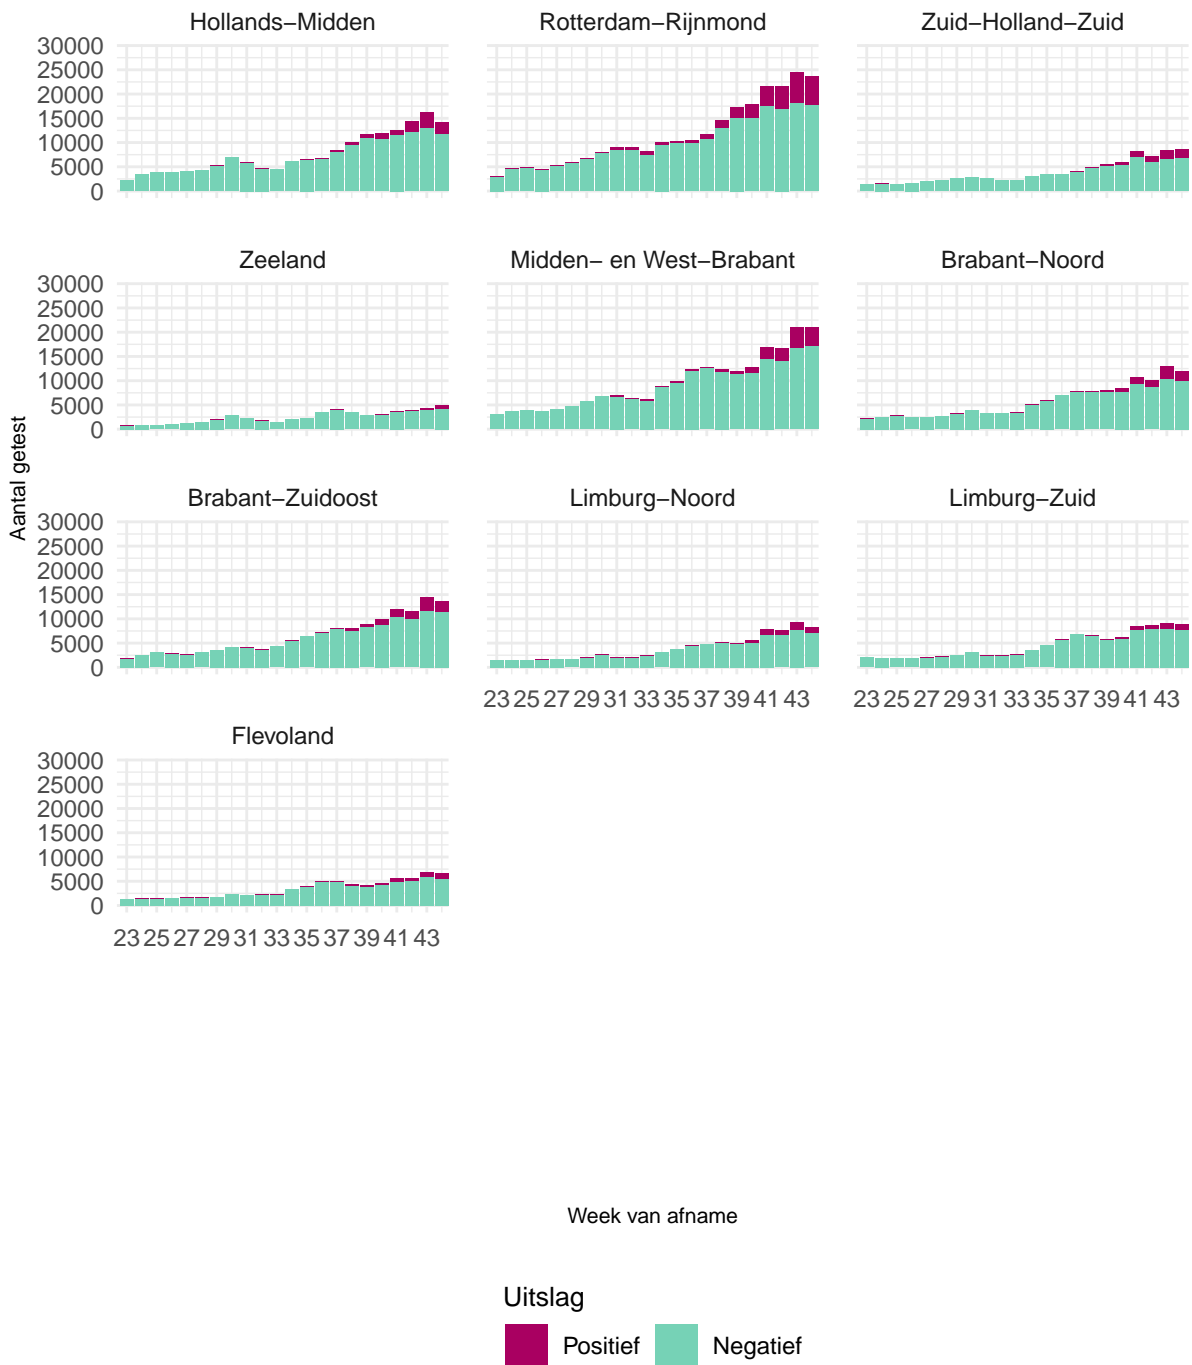 Hollands−Midden Rotterdam−Rijnmond Zuid−Holland−Zuid
30000
25000
20000
15000
10000
5000
0
Zeeland Midden− en West−Brabant Brabant−Noord
30000
25000
20000
15000
10000
5000
0
Aantal getest
Brabant−Zuidoost Limburg−Noord Limburg−Zuid
30000
25000
20000
15000
10000
5000
0
23 25 27 29 31 33 35 37 39 41 43 23 25 27 29 31 33 35 37 39 41 43
Flevoland
30000
25000
20000
15000
10000
5000
0
23 25 27 29 31 33 35 37 39 41 43
Week van afname
Uitslag
Positief Negatief